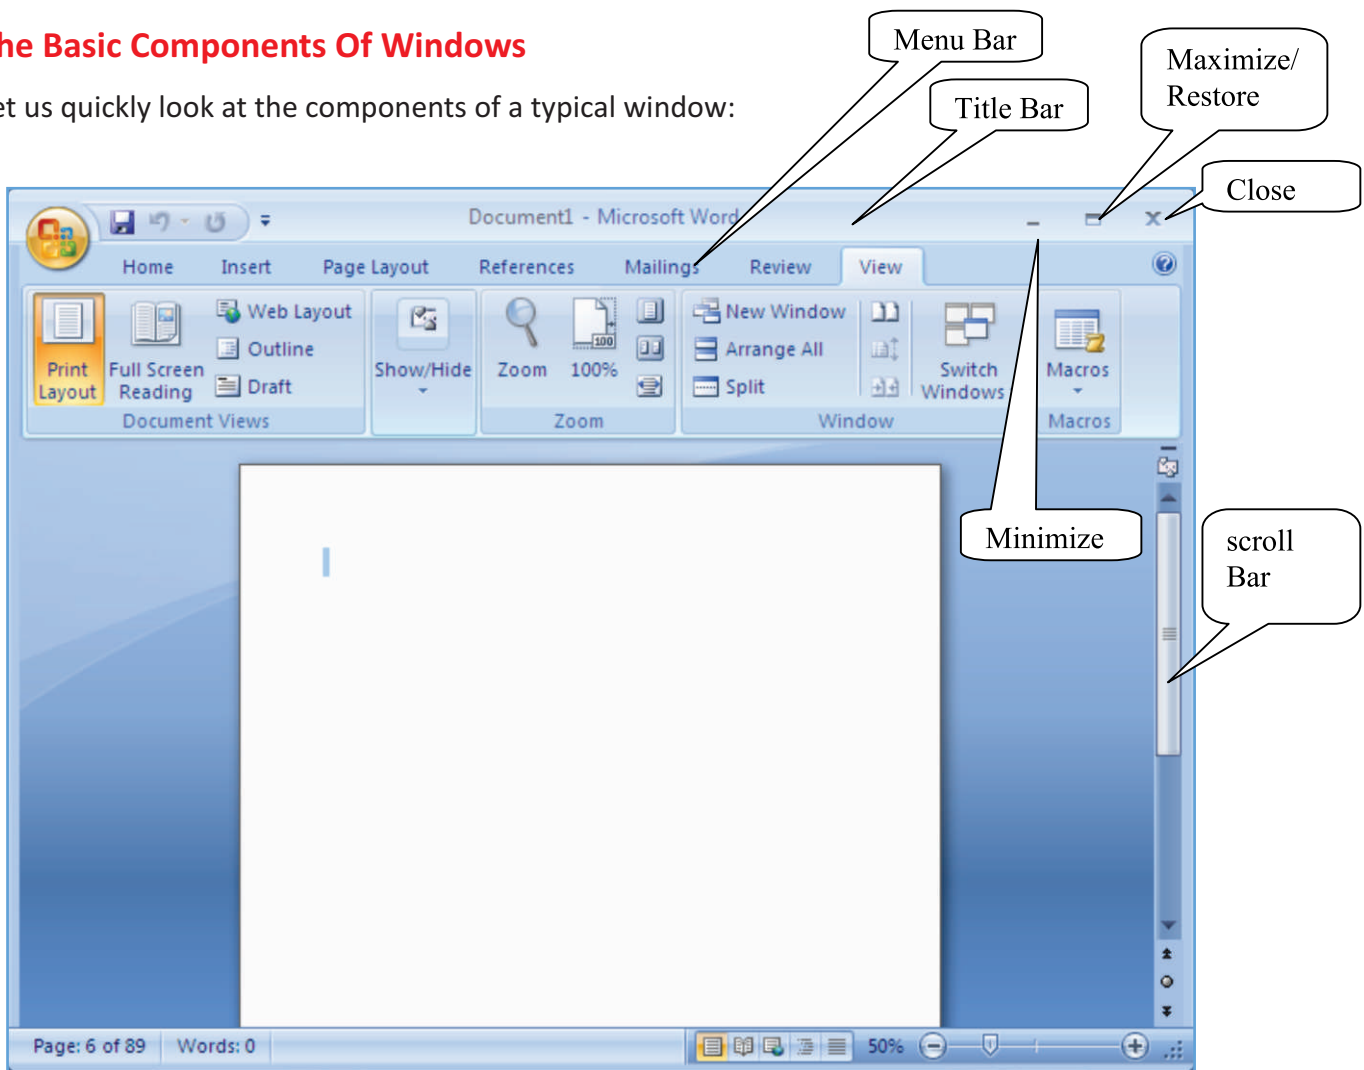 he Basic Components Of Windows
et us quickly look at the components of a typical window:
Menu Bar
Maximize/
Restore
Title Bar
Close
Document1 - Microsoft Word
Home Insert Page Layout References Mailings Review View
Print
Layout
Full Screen
Reading
Web Layout
Outline
Draft
Document Views
Show/Hide
Zoom
100%
100
Zoom
New Window
Arrange All
Split
Switch
Windows
Window
Macros
Macros
Minimize
scroll
Bar
Page: 6 of 89 Words: 0 50%